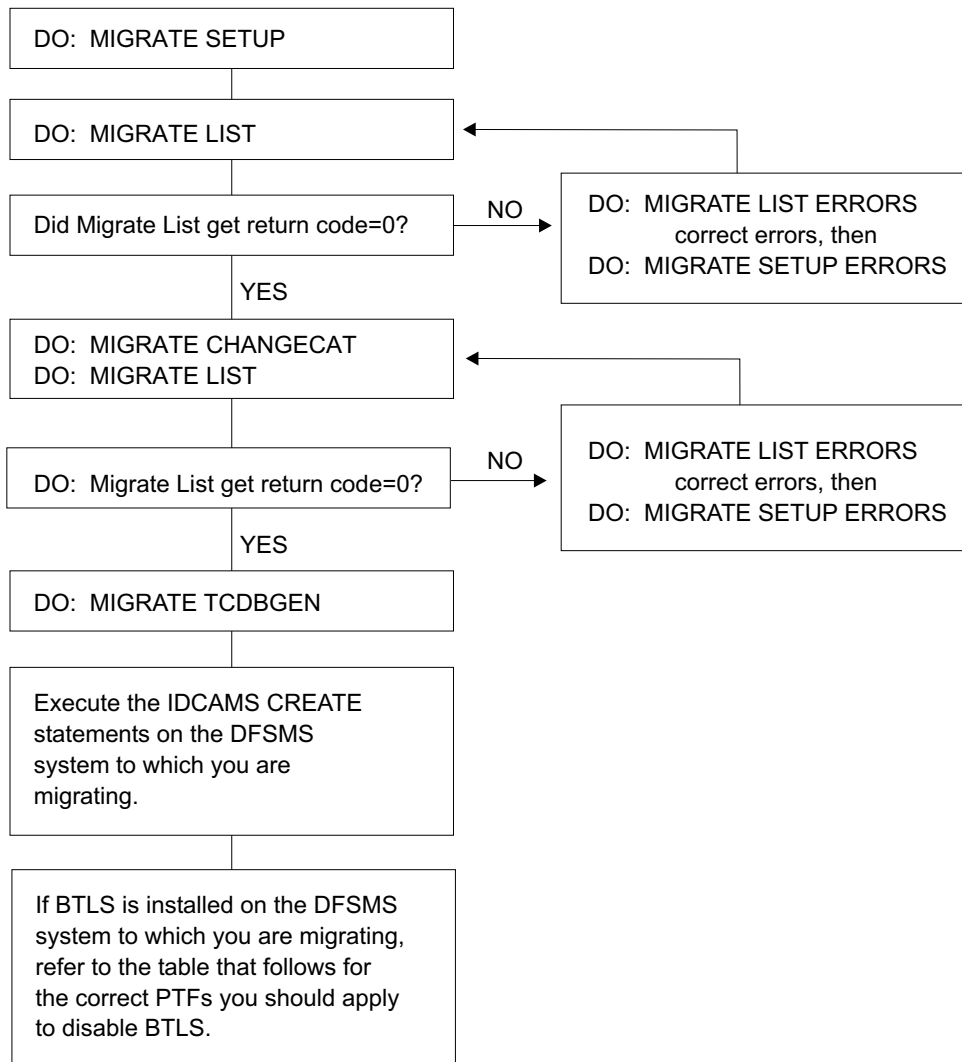 DO: MIGRATE SETUP
DO: MIGRATE LIST
Did Migrate List get return code=0?
NO
DO: MIGRATE LIST ERRORS
correct errors, then
DO: MIGRATE SETUP ERRORS
YES
DO: MIGRATE CHANGECAT
DO: MIGRATE LIST
DO: Migrate List get return code=0?
NO
DO: MIGRATE LIST ERRORS
correct errors, then
DO: MIGRATE SETUP ERRORS
YES
DO: MIGRATE TCDBGEN
Execute the IDCAMS CREATE
statements on the DFSMS
system to which you are
migrating.
If BTLS is installed on the DFSMS
system to which you are migrating,
refer to the table that follows for
the correct PTFs you should apply
to disable BTLS.